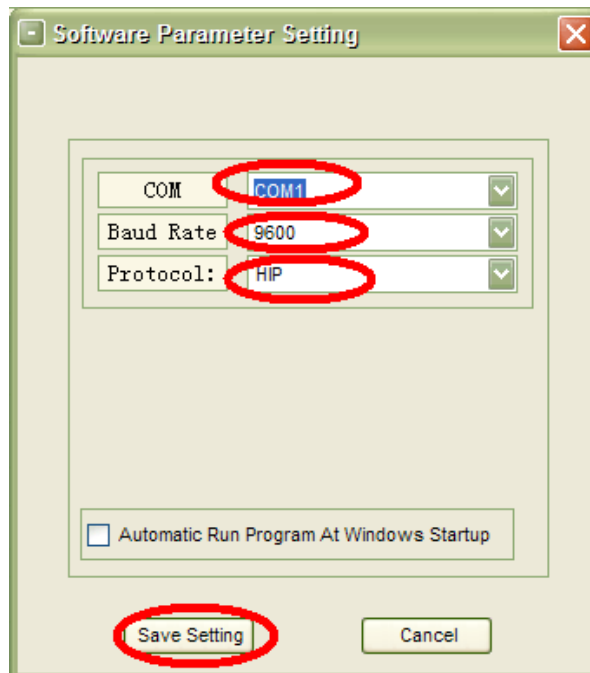 Software Parameter Setting
COM COM1
Baud Rate 9600
Protocol: HIP
Automatic Run Program At Windows Startup
Save Setting Cancel